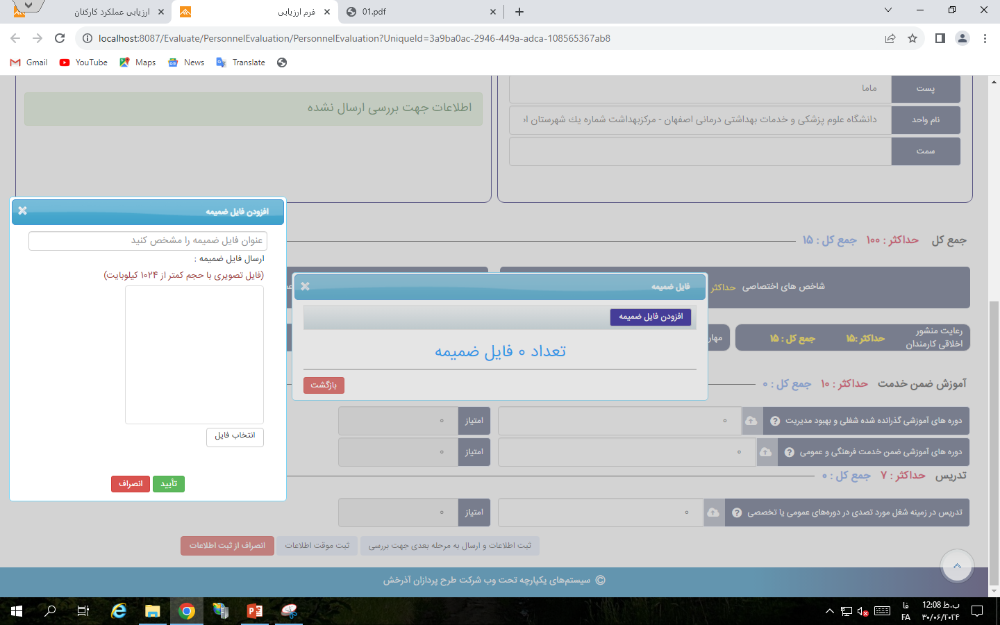 ارزیابی عملکرد کارکنان
فرم ارزیابی
01.pdf
localhost:8087/Evaluate/PersonnelEvaluation/PersonnelEvaluation?UniqueId=3a9ba0ac-2946-449a-adca-108565367ab8
Gmail YouTube Maps News Translate
پست
ماما
نام واحد
دانشگاه علوم پزشکی و خدمات بهداشتی درمانی اصفهان - مرکزبهداشت شماره یك شهرستان
سمت
اطلاعات جهت بررسی ارسال نشده
جمع کل حداکثر : ۱۰۰ جمع کل : ۱۵
شاخص های اختصاصی حداکثر
رعایت منشور
اخلاقی کارمندان
حداکثر :۱۵ جمع کل : ۱۵
فایل ضمیمه
افزودن فایل ضمیمه
تعداد ۰ فایل ضمیمه
بازگشت
افزودن فایل ضمیمه
عنوان فایل ضمیمه را مشخص کنید
ارسال فایل ضمیمه :
(فایل تصویری با حجم کمتر از ۱۰۲۴ کیلوبایت)
انتخاب فایل
تأیید انصراف
آموزش ضمن خدمت حداکثر : ۱۰ جمع کل : ۰
دوره های آموزشی گذرانده شده شغلی و بهبود مدیریت ? ۰ امتیاز ۰
دوره های آموزشی ضمن خدمت فرهنگی و عمومی ? ۰ امتیاز ۰
تدریس حداکثر : ۷ جمع کل : ۰
تدریس در زمینه شغل مورد تصدی در دوره‌های عمومی یا تخصصی ? ۰ امتیاز ۰
ثبت اطلاعات و ارسال به مرحله بعدی جهت بررسی
ثبت موقت اطلاعات
انصراف از ثبت اطلاعات
© سیستم‌های یکپارچه تحت وب شرکت طرح پردازان آذرخش
فا
FA
12:08 ب.ظ
۳۰/۰۶/۲۰۲۴